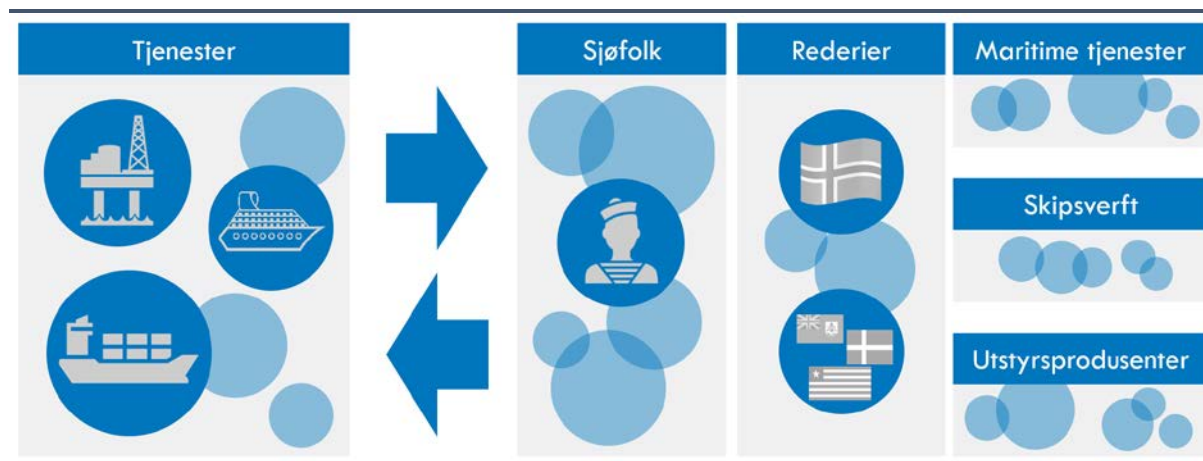 Tjenester
Sjøfolk
Rederier
Maritime tjenester
Skipsverft
Utstyrsprodusenter